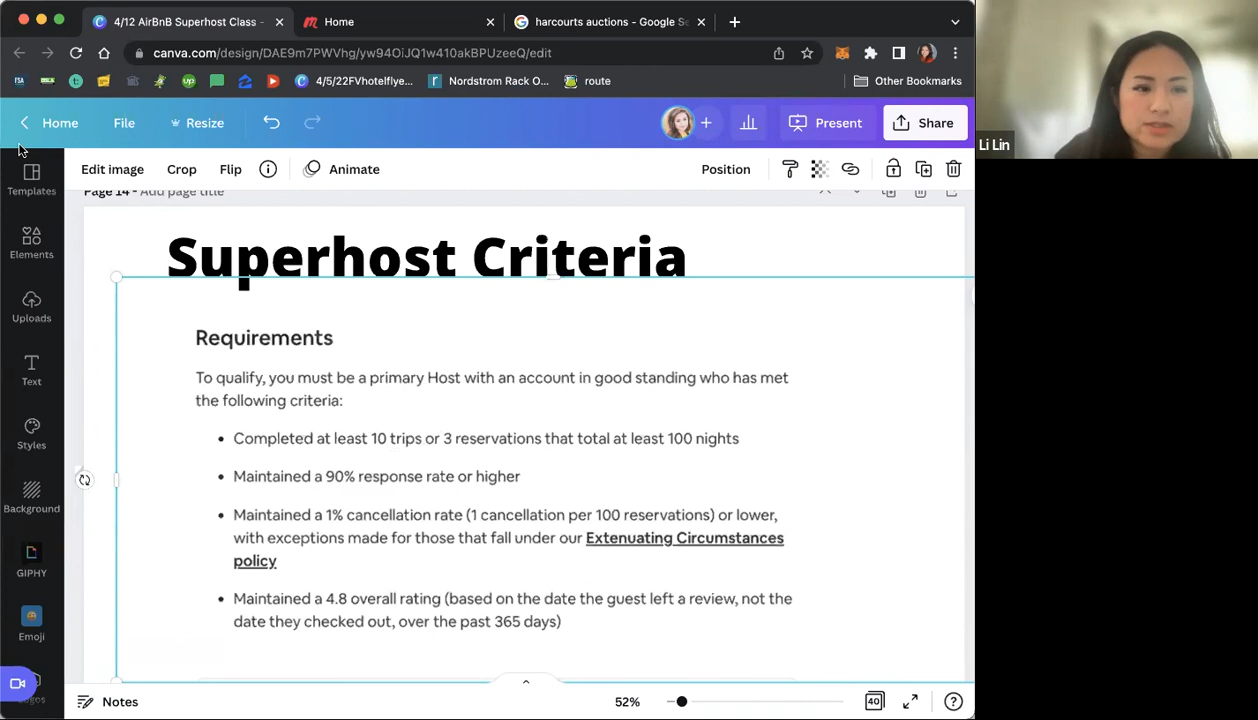 4/12 AirBnB Superhost Class -
Home
harcourts auctions - Google Se
canva.com/design/DAE9m7PWVhg/yw94OiJQ1w410akBPUzeeQ/edit
4/5/22FVhotelflye...
Nordstrom Rack O...
route
Other Bookmarks
Home
File
Resize
Present
Share
Li Lin
Templates
Elements
Uploads
Text
Styles
Background
GIPHY
Emoji
Edit image
Crop
Flip
Animate
Position
Page 14 - Add page title
Superhost Criteria
Requirements
To qualify, you must be a primary Host with an account in good standing who has met
the following criteria:
• Completed at least 10 trips or 3 reservations that total at least 100 nights
• Maintained a 90% response rate or higher
• Maintained a 1% cancellation rate (1 cancellation per 100 reservations) or lower,
with exceptions made for those that fall under our Extenuating Circumstances
policy
• Maintained a 4.8 overall rating (based on the date the guest left a review, not the
date they checked out, over the past 365 days)
Notes
52%
40